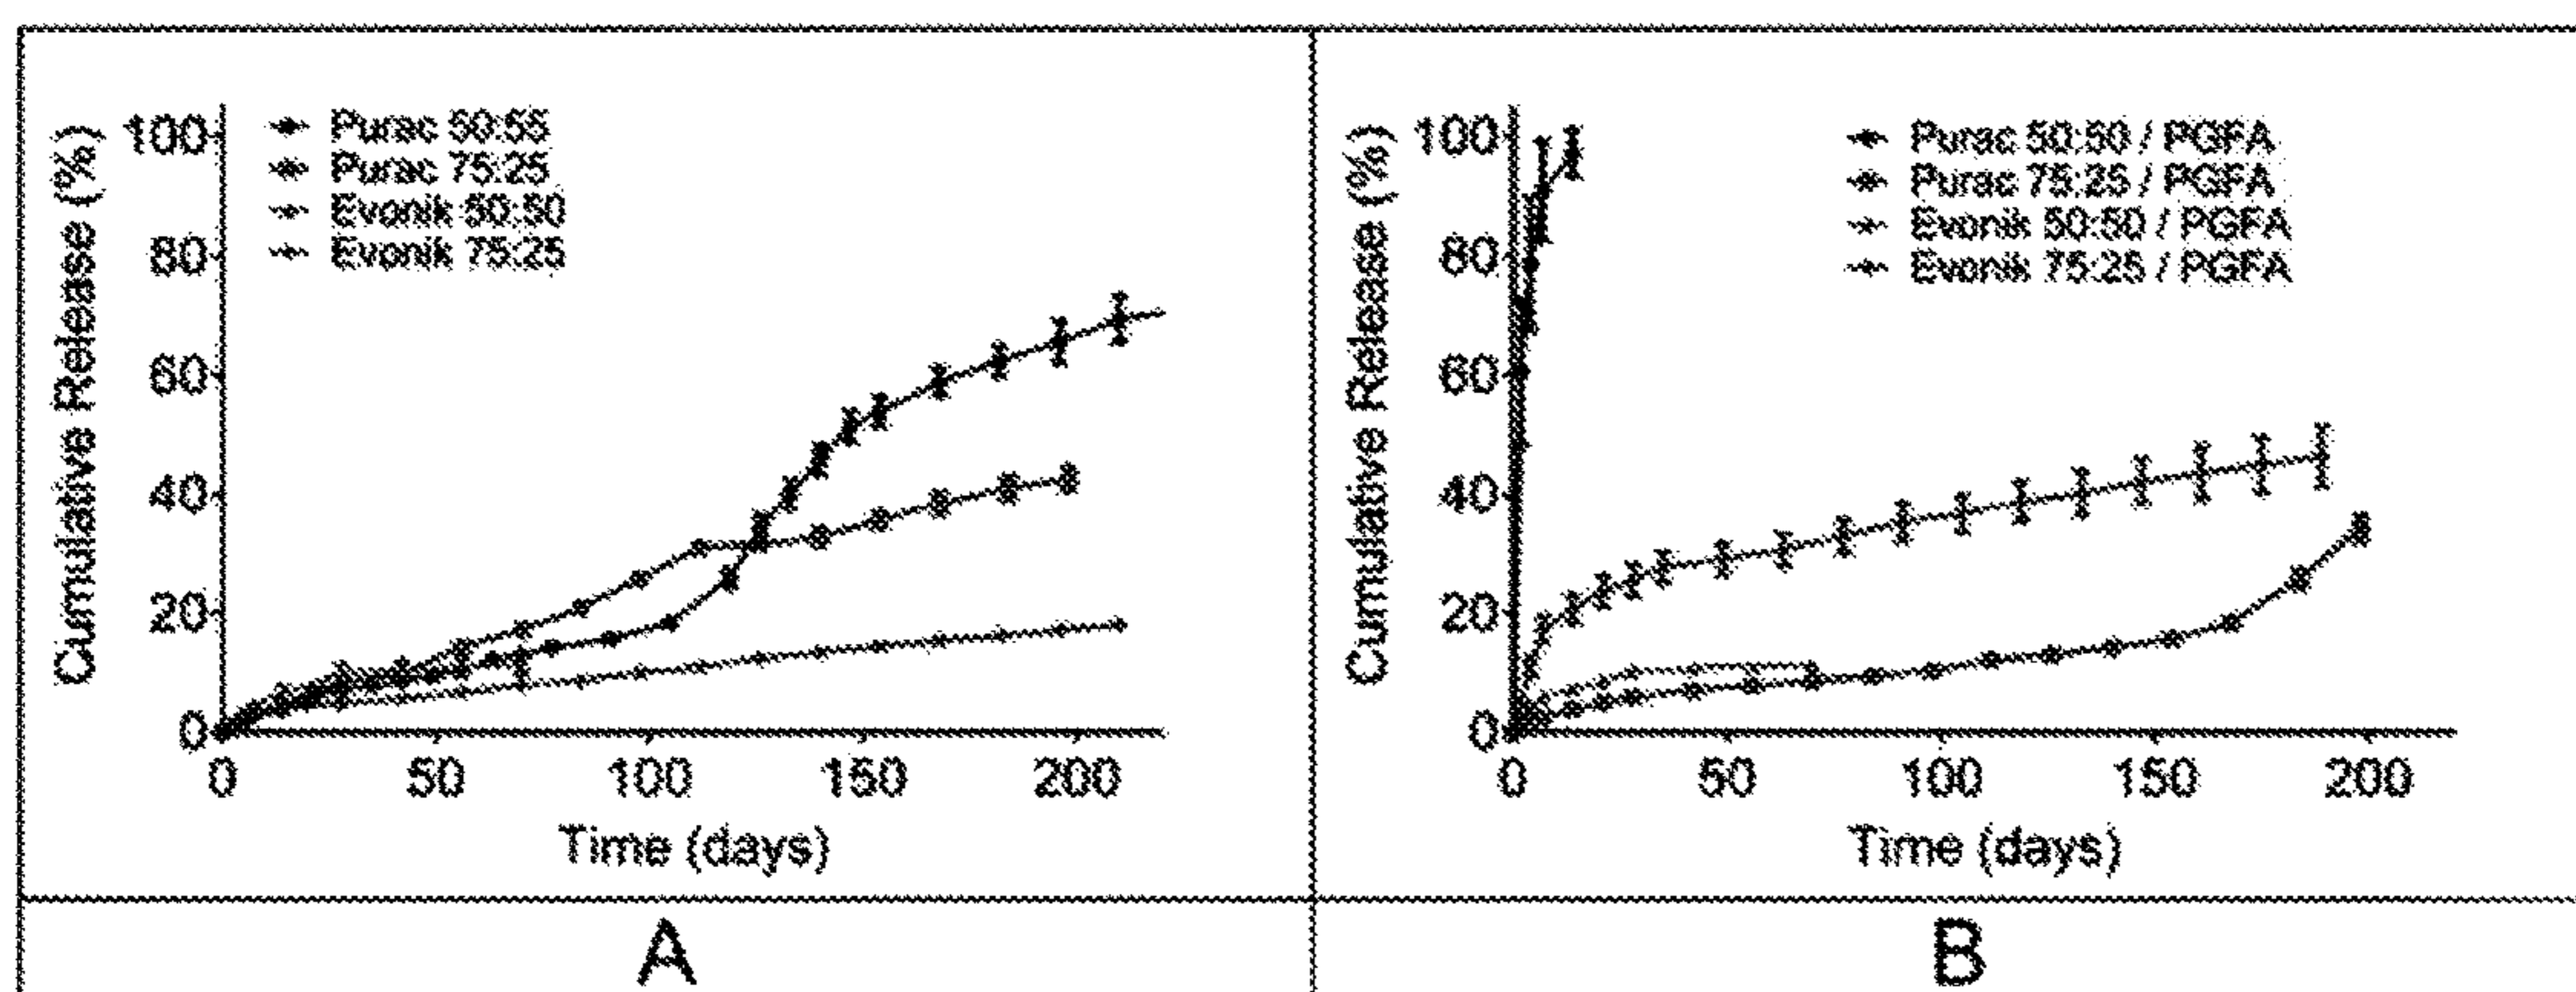 Cumulative Release (%)
100
80
60
40
20
0
Purac 50:55
Purac 75:25
Evonik 50:50
Evonik 75:25
0 50 100 150 200
Time (days)
A
Cumulative Release (%)
100
80
60
40
20
0
Purac 50:50 / PGFA
Purac 75:25 / PGFA
Evonik 50:50 / PGFA
Evonik 75:25 / PGFA
0 50 100 150 200
Time (days)
B